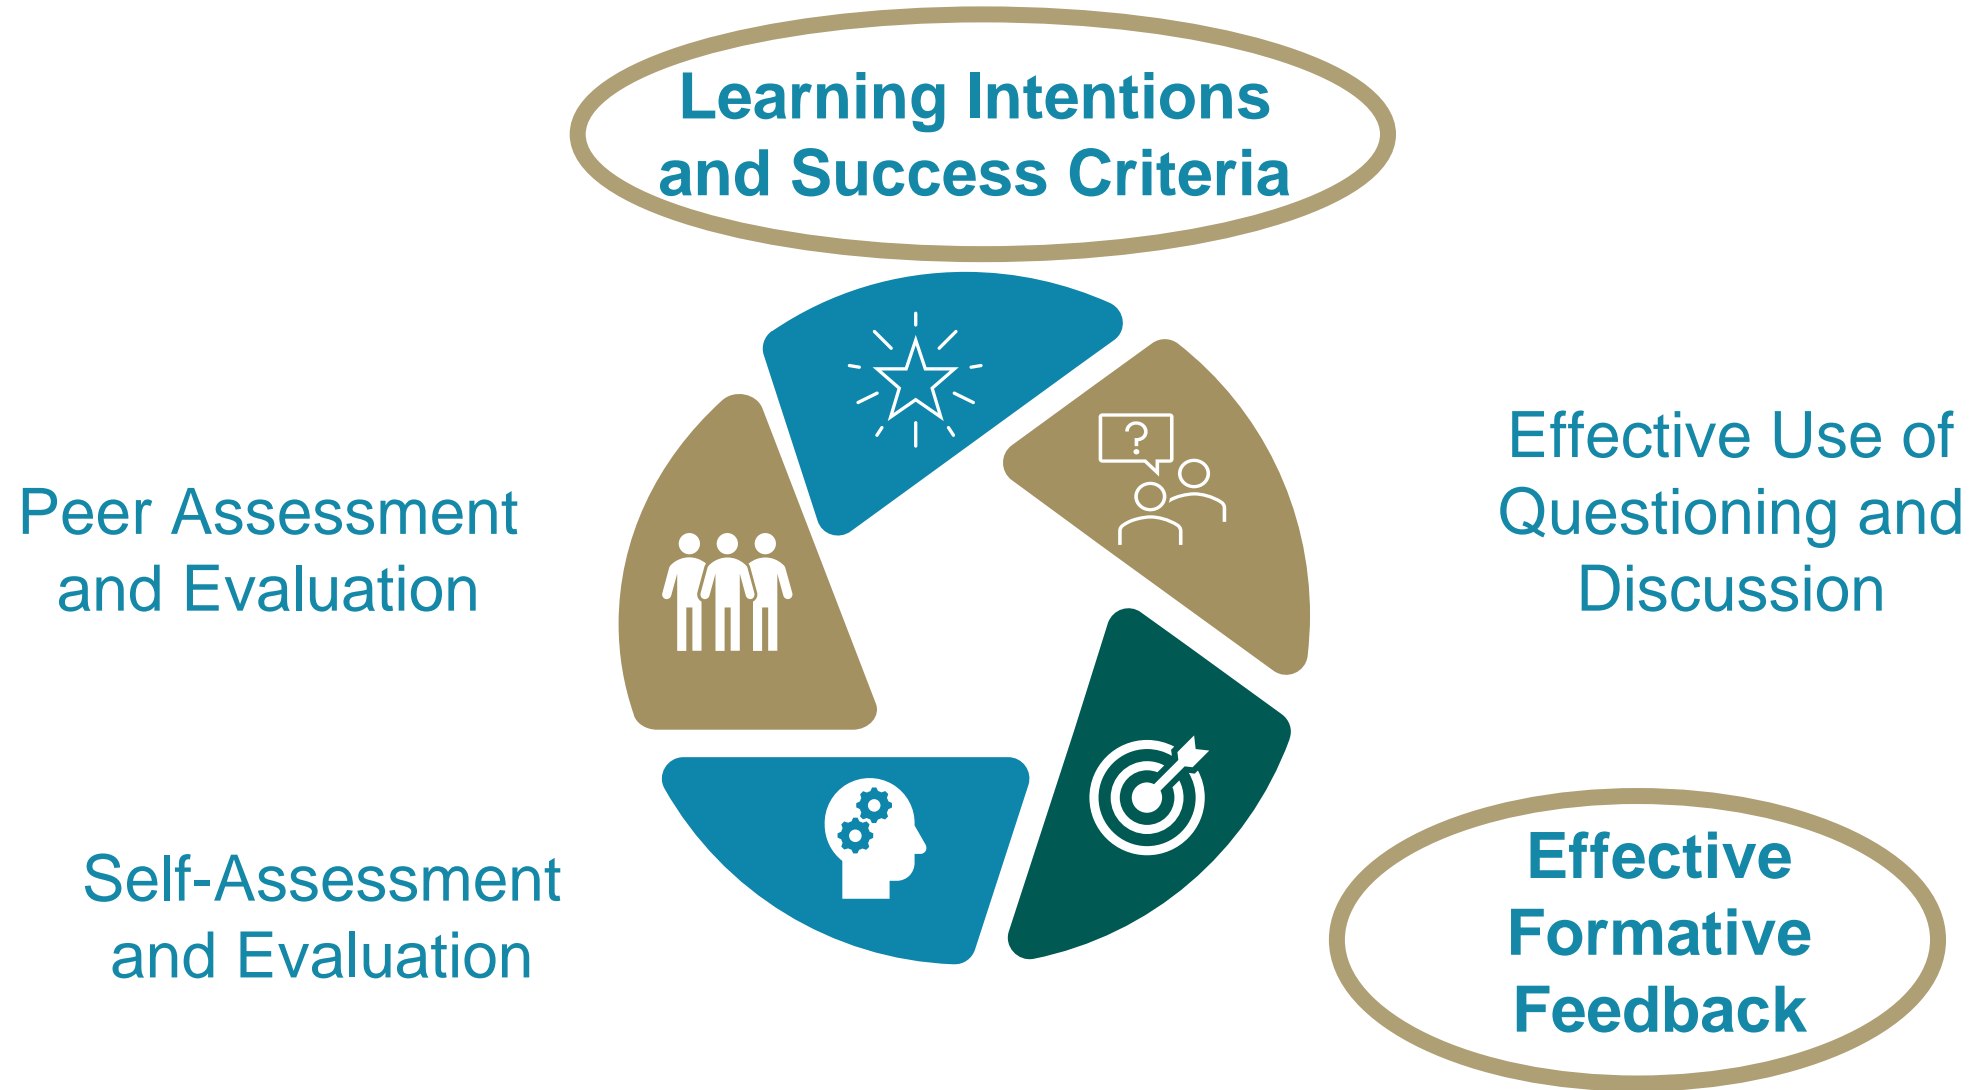 Learning Intentions
and Success Criteria
?
Effective Use of
Questioning and
Discussion
Peer Assessment
and Evaluation
Effective
Formative
Feedback
Self-Assessment
and Evaluation